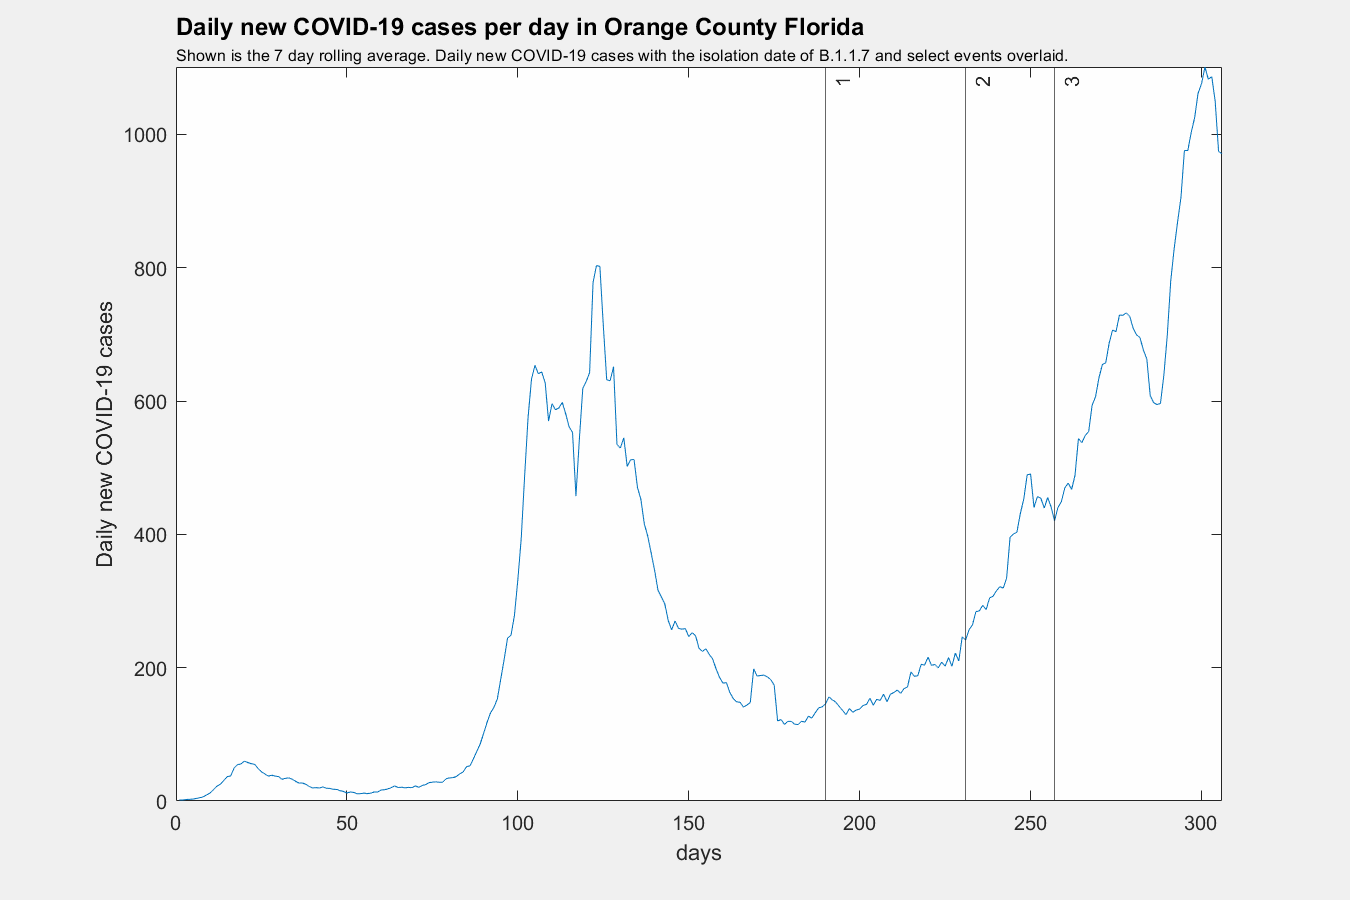 Daily new COVID-19 cases per day in Orange County Florida
Shown is the 7 day rolling average. Daily new COVID-19 cases with the isolation date of B.1.1.7 and select events overlaid.
1
2
3
1000
800
600
400
200
0
Daily new COVID-19 cases
0 50 100 150 200 250 300
days